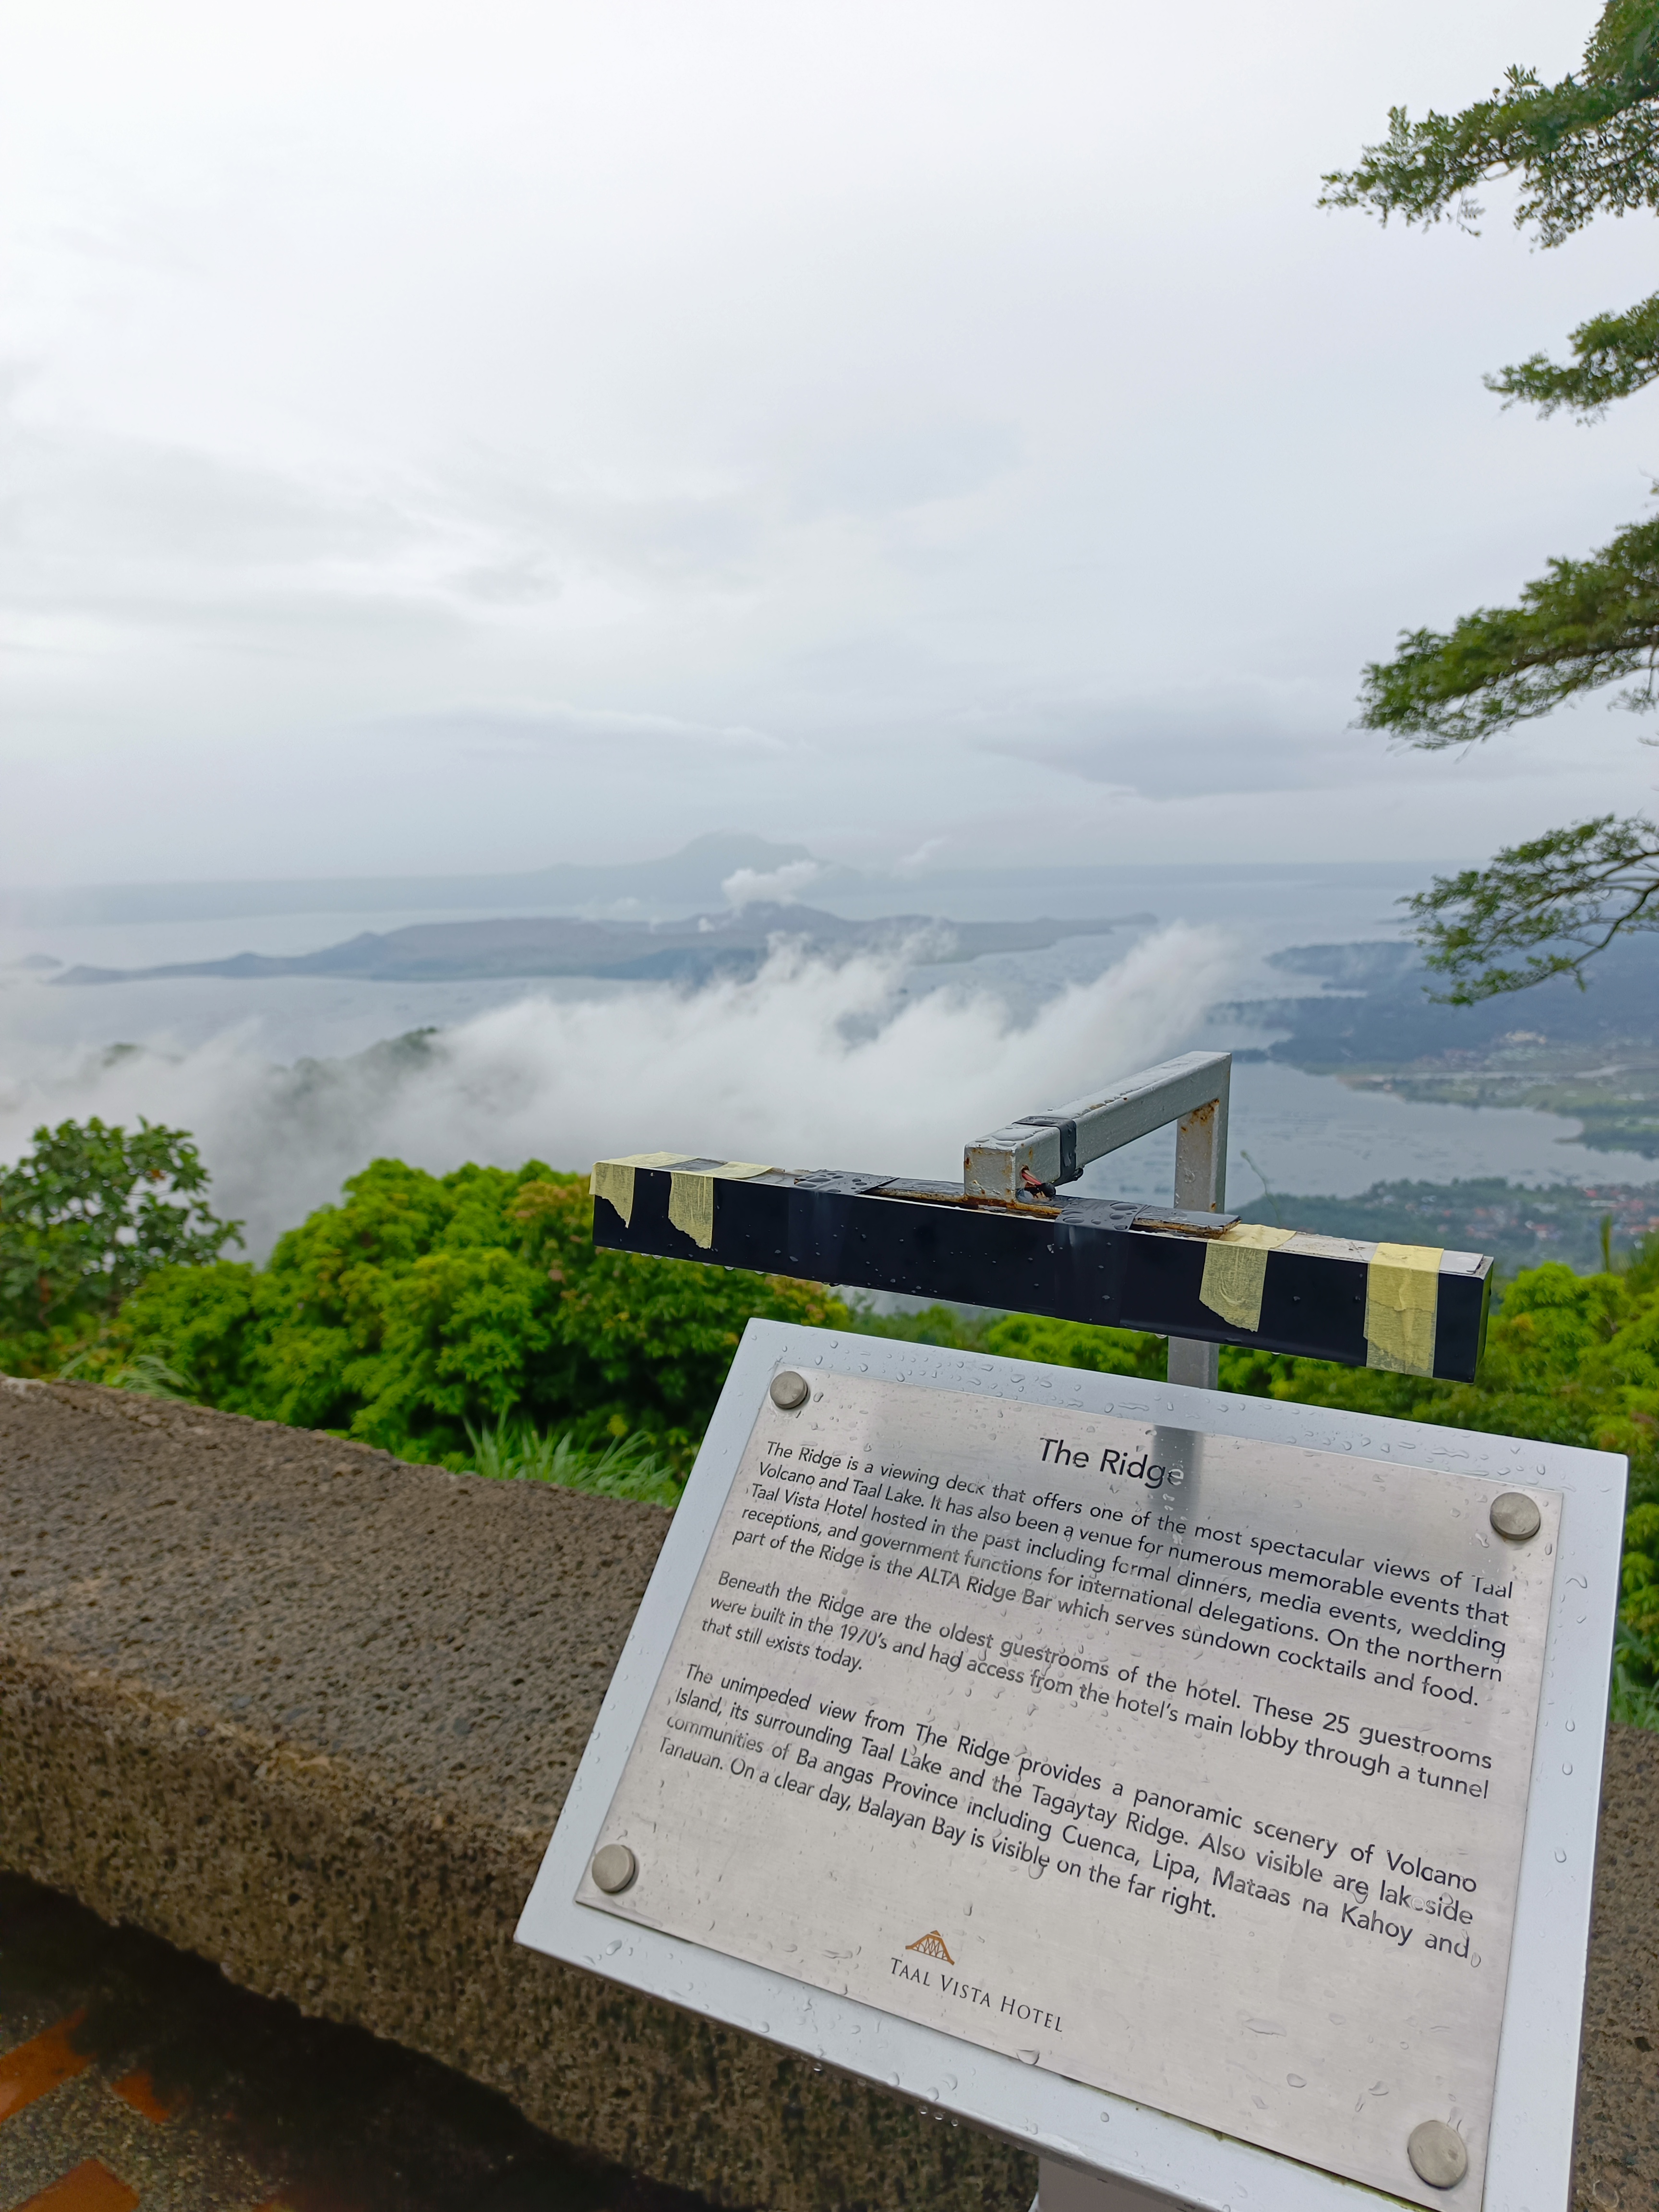 The Ridge
The Ridge is a viewing deck that offers one of the most spectacular views of Taal
Volcano and Taal Lake. It has also been a venue for numerous memorable events that
Taal Vista Hotel hosted in the past including formal dinners, media events, wedding
receptions, and government functions for international delegations. On the northern
part of the Ridge is the ALTA Ridge Bar which serves sundown cocktails and food.
Beneath the Ridge are the oldest guestrooms of the hotel. These 25 guestrooms
were built in the 1970's and had access from the hotel's main lobby through a tunnel
that still exists today.
The unimpeded view from The Ridge provides a panoramic scenery of Volcano
Island, its surrounding Taal Lake and the Tagaytay Ridge. Also visible are lakeside
communities of Ba angas Province including Cuenca, Lipa, Mataas na Kahoy and
Tanauan. On a clear day, Balayan Bay is visible on the far right.
TAAL VISTA HOTEL